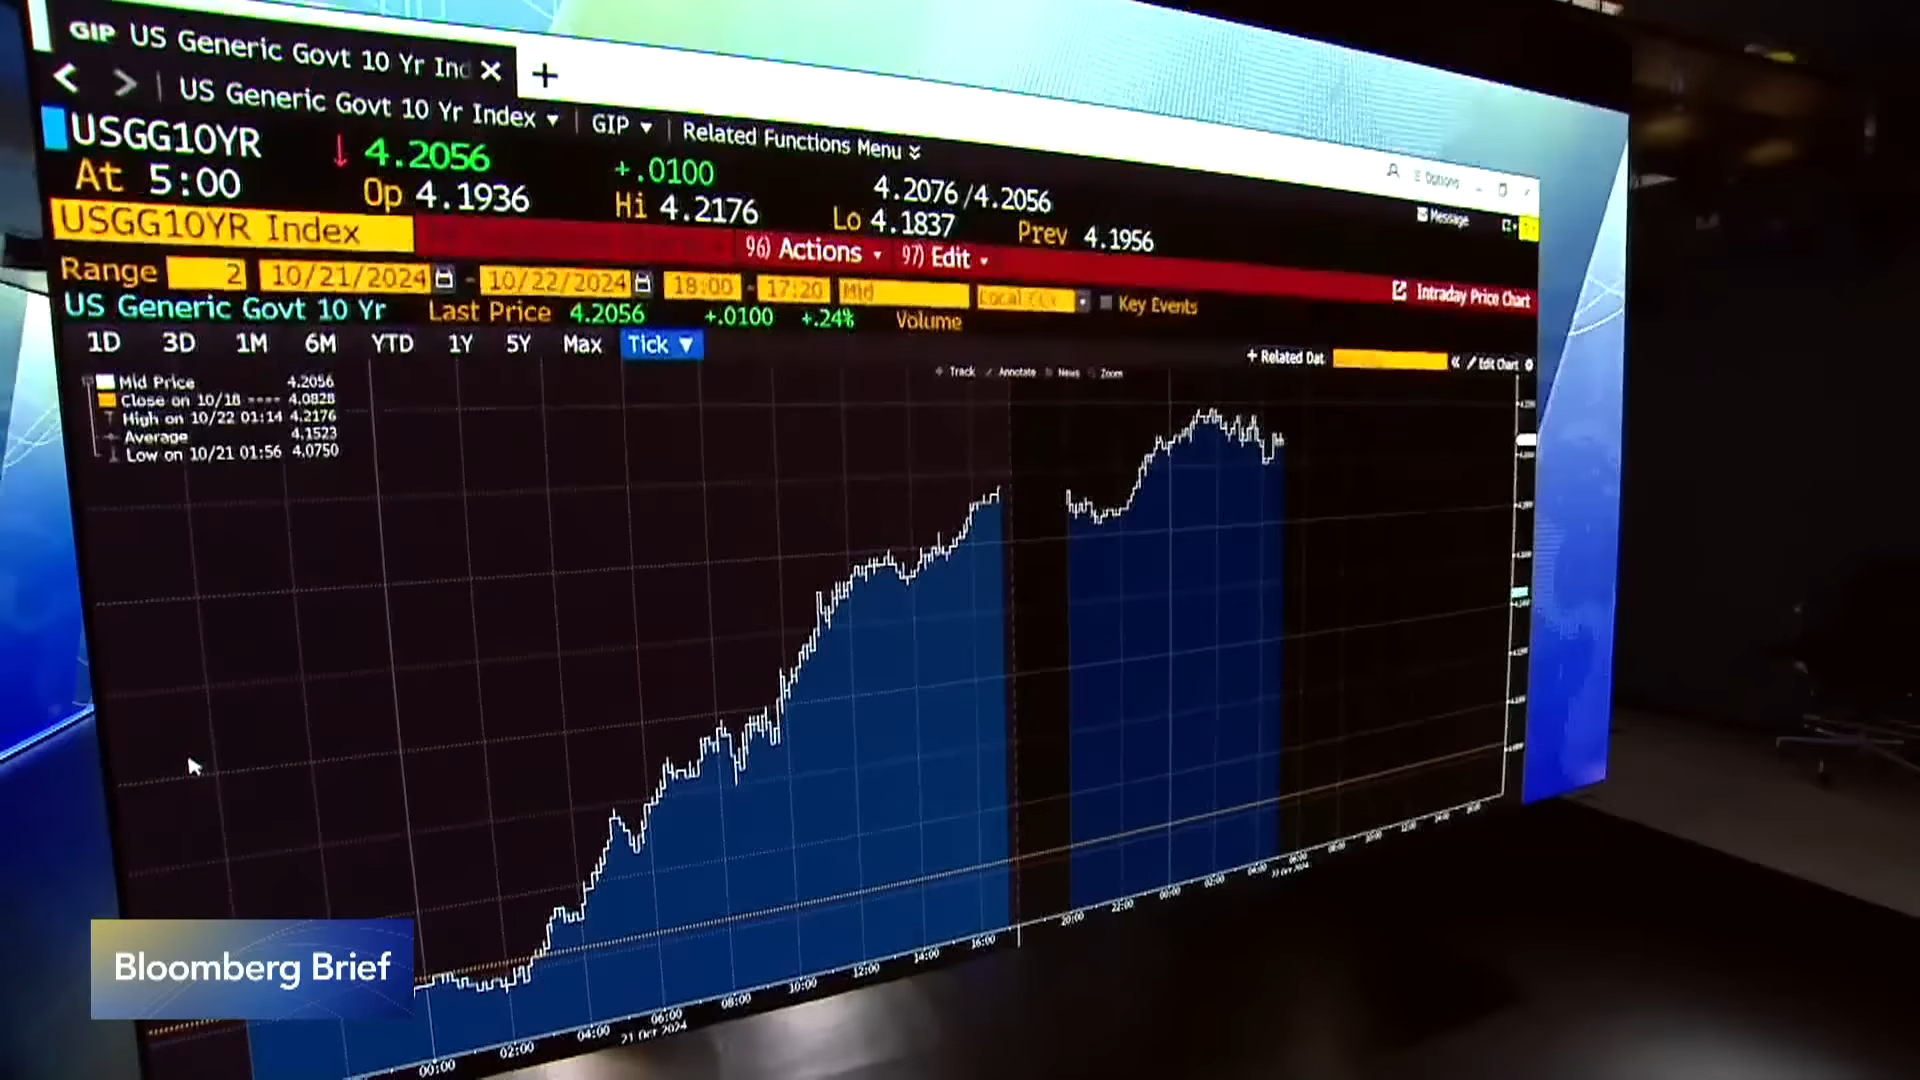 GIP US Generic Govt 10 Yr Ind
US Generic Govt 10 Yr Index GIP Related Functions Menu
Options
USGG10YR 4.2056 +.0100 4.2076/4.2056
Message
At 5:00 Op 4.1936 Hi 4.2176 Lo 4.1837 Prev 4.1956
USGG10YR Index 96) Actions 97) Edit Intraday Price Chart
Range 2 10/21/2024 - 10/22/2024 18:00 - 17:20 Mid Key Events
US Generic Govt 10 Yr Last Price 4.2056 +.0100 +.24% Volume
1D 3D 1M 6M YTD 1Y 5Y Max Tick
+ Related Dat Edit Chart
Track Annotate News Zoom
Mid Price 4.2056
Close on 10/18 ---- 4.0828
High on 10/22 01:14 4.2176
Average 4.1523
Low on 10/21 01:56 4.0750
00:00 02:00 04:00 06:00 08:00 10:00 12:00 14:00 16:00 20:00 22:00 00:00 02:00
21 Oct 2024
Bloomberg Brief